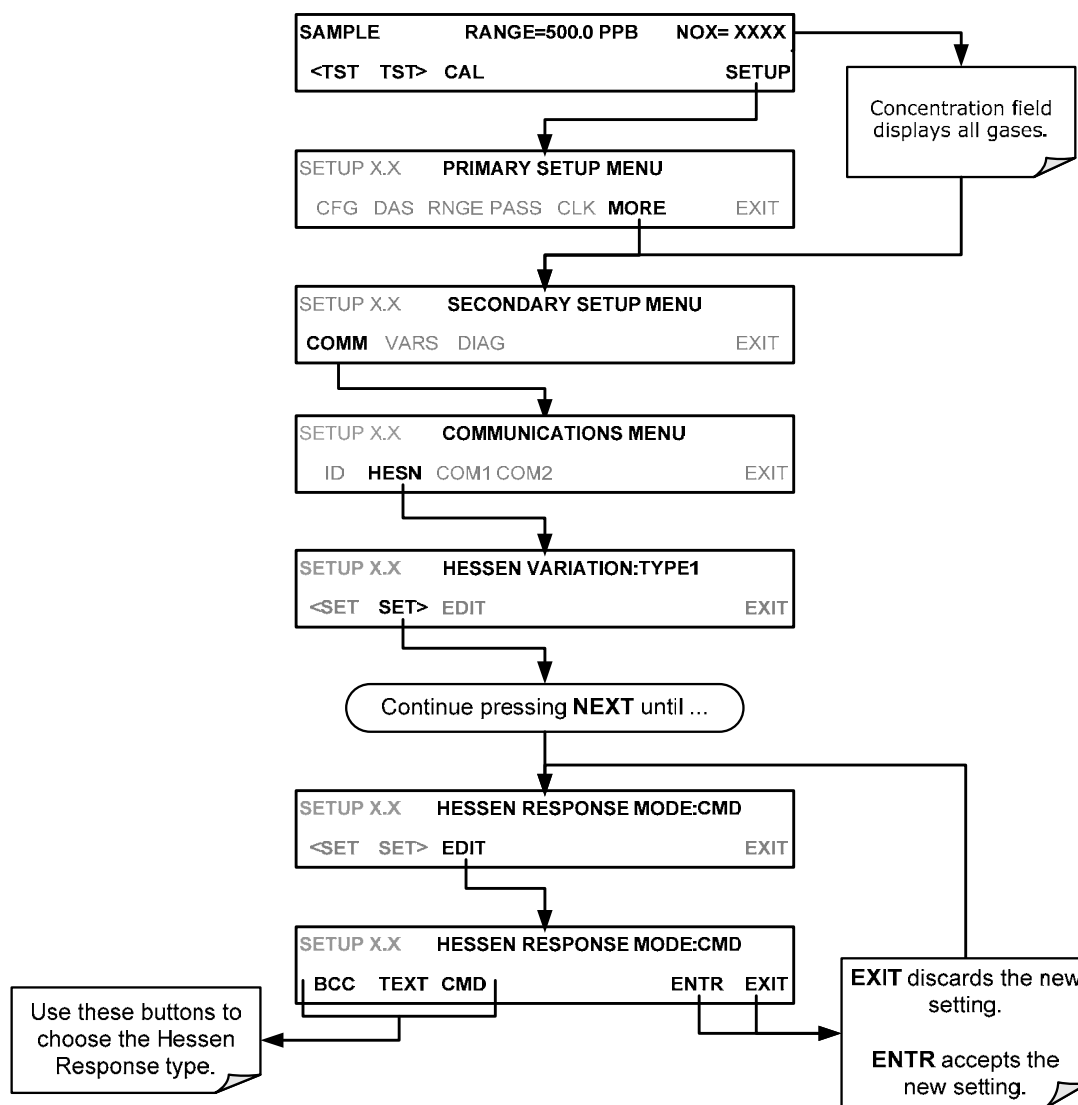 SAMPLE RANGE=500.0 PPB NOX= XXXX
<TST TST> CAL SETUP
Concentration field
displays all gases.
SETUP X.X PRIMARY SETUP MENU
CFG DAS RNGE PASS CLK MORE EXIT
SETUP X.X SECONDARY SETUP MENU
COMM VARS DIAG EXIT
SETUP X.X COMMUNICATIONS MENU
ID HESN COM1 COM2 EXIT
SETUP X.X HESSEN VARIATION:TYPE1
<SET SET> EDIT EXIT
Continue pressing NEXT until ...
SETUP X.X HESSEN RESPONSE MODE:CMD
<SET SET> EDIT EXIT
SETUP X.X HESSEN RESPONSE MODE:CMD
BCC TEXT CMD ENTR EXIT
Use these buttons to
choose the Hessen
Response type.
EXIT discards the new
setting.
ENTR accepts the
new setting.